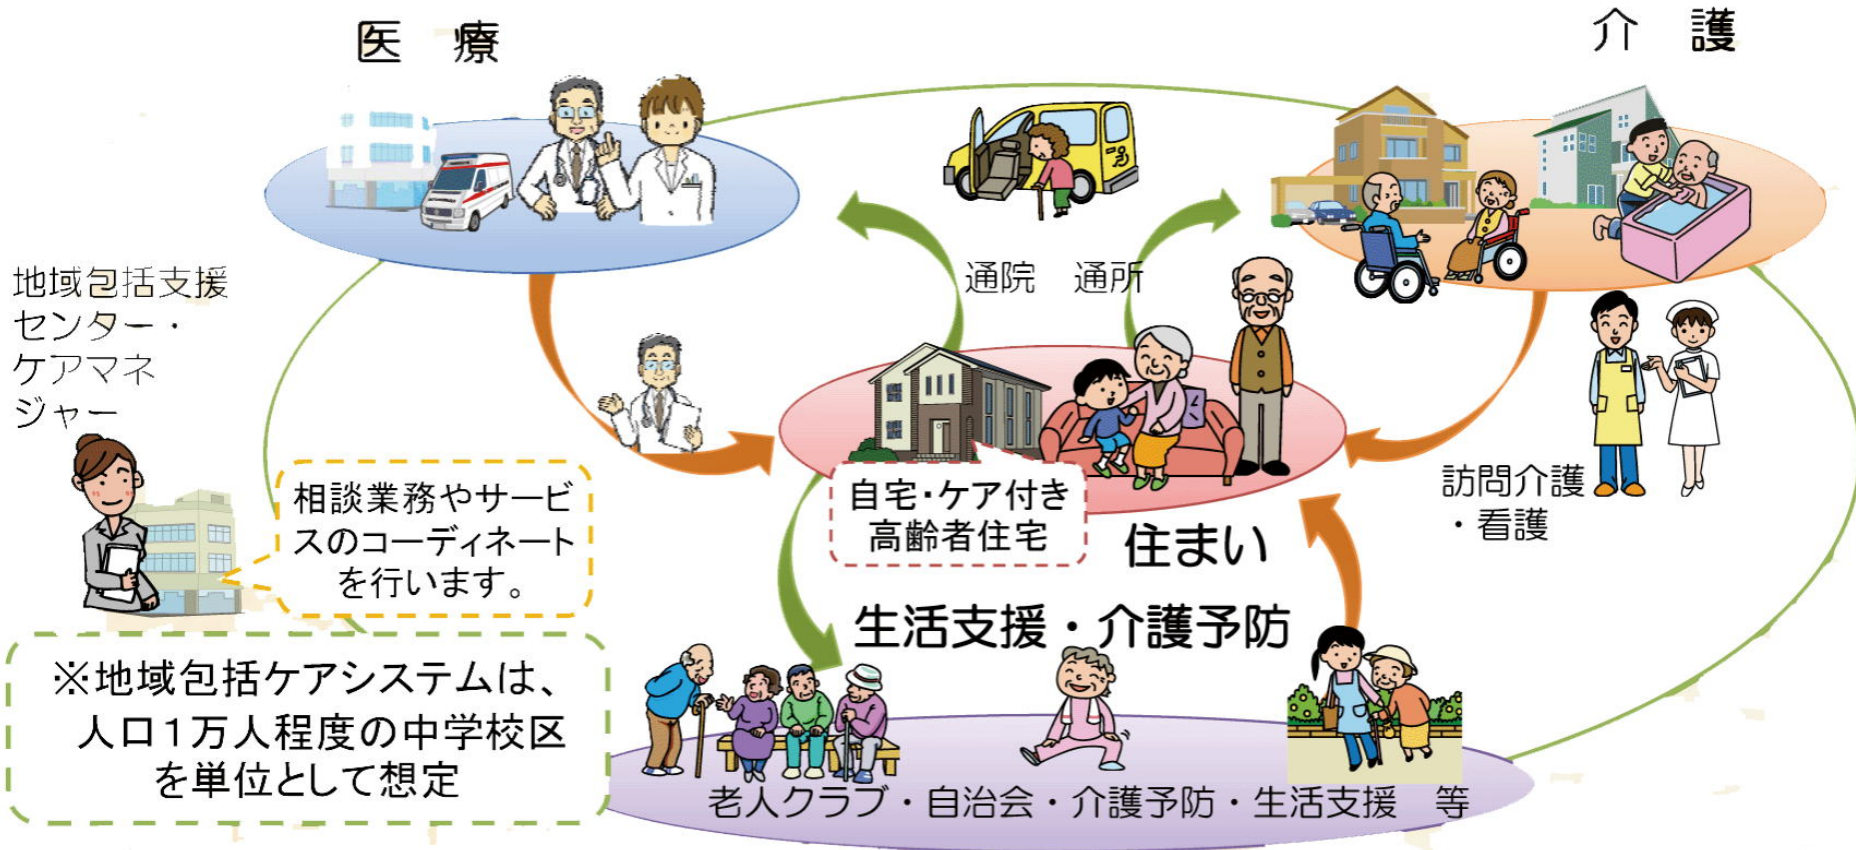 医 療
介 護
通院 通所
地域包括支援
センター・
ケアマネ
ジャー
相談業務やサービ
スのコーディネート
を行います。
自宅・ケア付き
高齢者住宅
住まい
訪問介護
・看護
生活支援・介護予防
※地域包括ケアシステムは、
人口1万人程度の中学校区
を単位として想定
老人クラブ・自治会・介護予防・生活支援 等